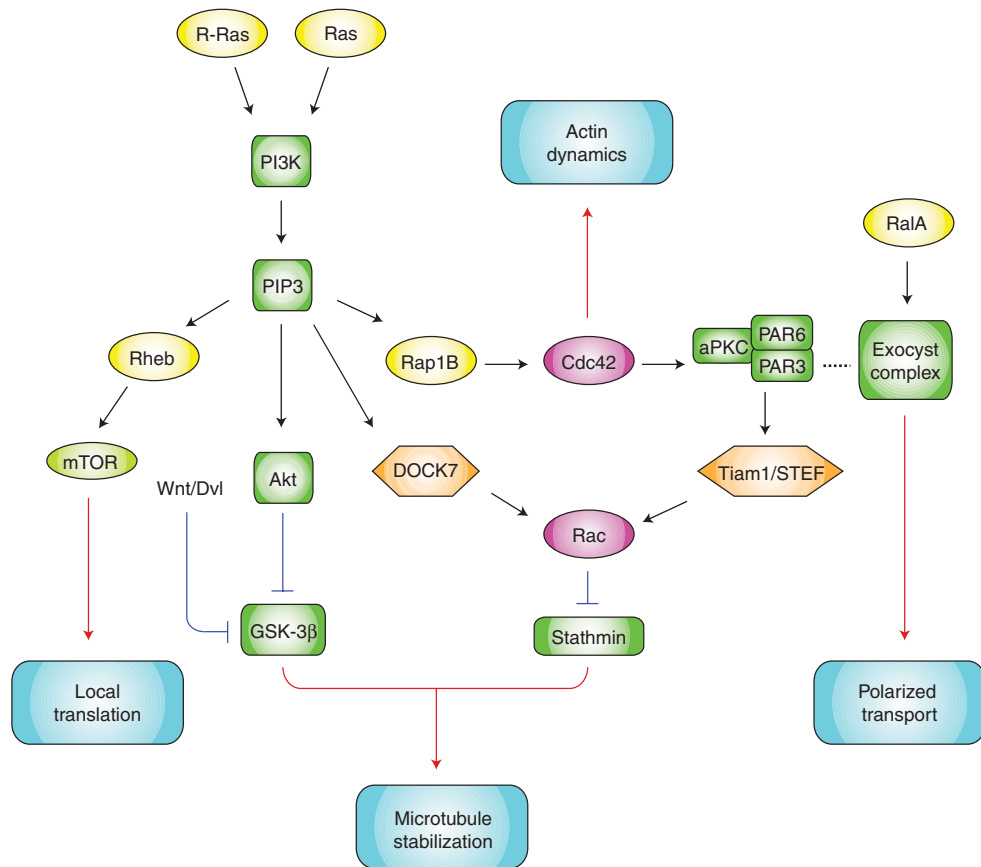 R-Ras
Ras
Actin
dynamics
PI3K
RalA
PIP3
Rheb
Rap1B
Cdc42
aPKC
PAR6
PAR3
Exocyst
complex
mTOR
Wnt/Dvl
Akt
DOCK7
Tiam1/STEF
Rac
GSK-3β
Stathmin
Local
translation
Polarized
transport
Microtubule
stabilization